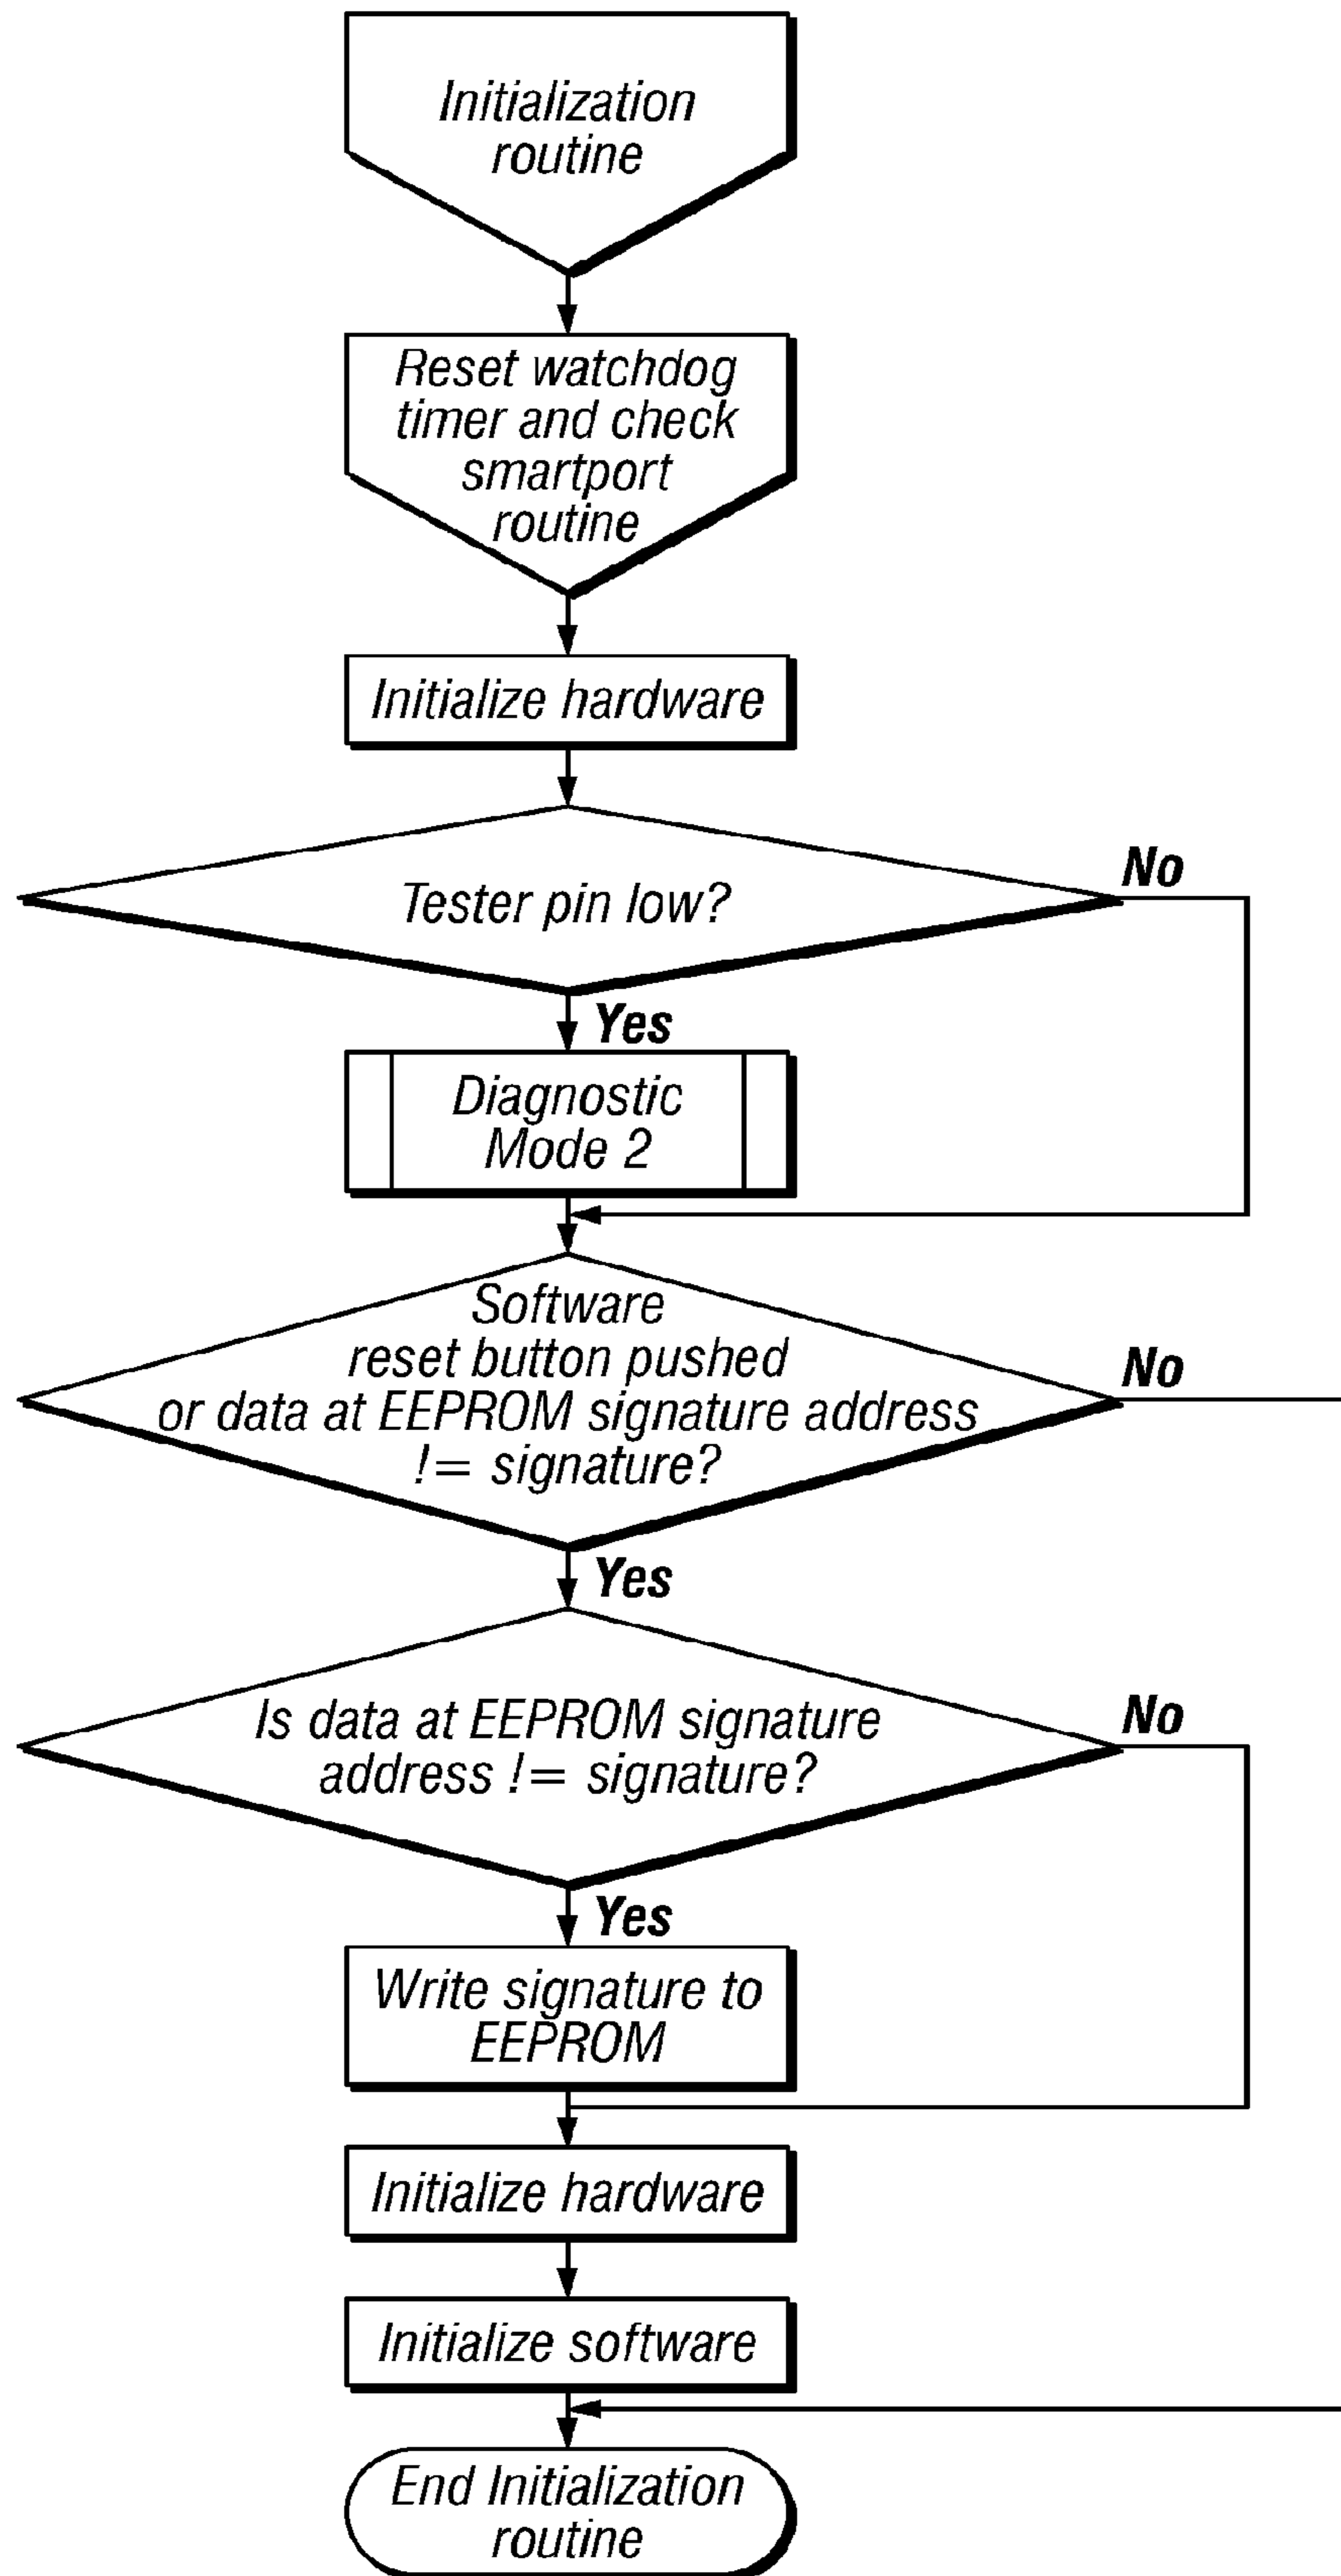 Initialization
routine
Reset watchdog
timer and check
smartport
routine
Initialize hardware
Tester pin low?
No
Yes
Diagnostic
Mode 2
Software
reset button pushed
or data at EEPROM signature address
!= signature?
No
Yes
Is data at EEPROM signature
address != signature?
No
Yes
Write signature to
EEPROM
Initialize hardware
Initialize software
End Initialization
routine